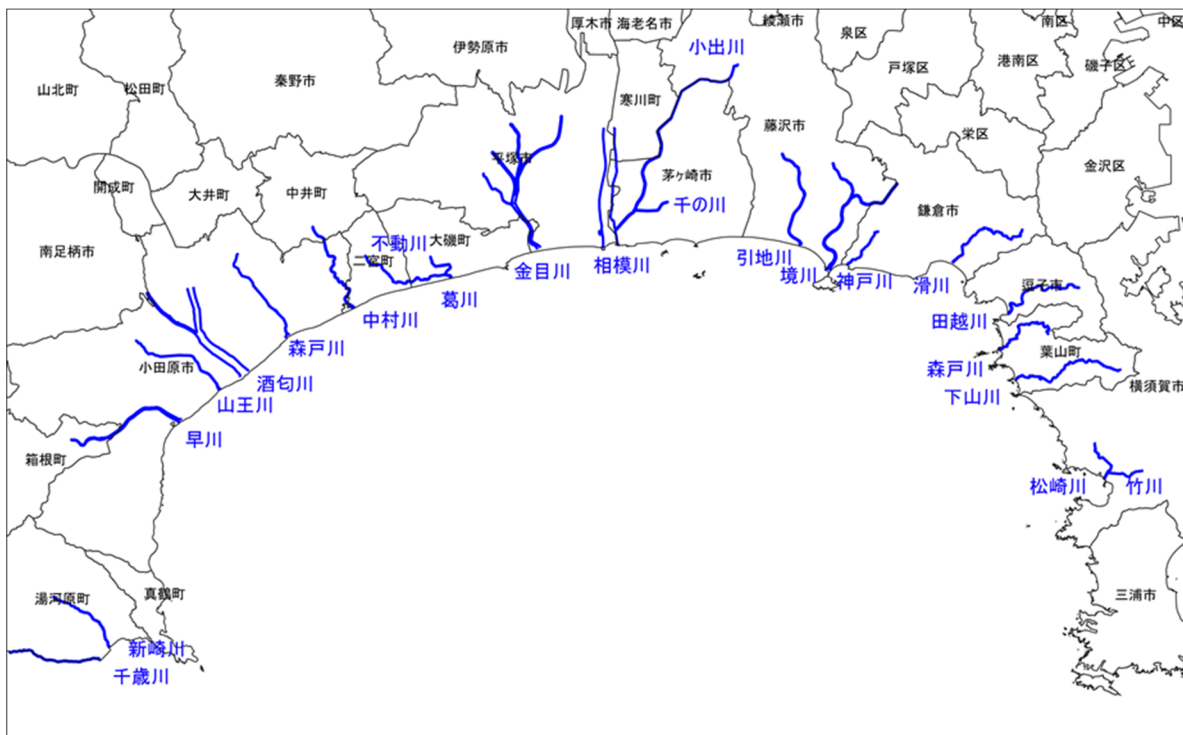 厚木市
海老名市
綾瀬市
泉区
南区
中区
伊勢原市
小出川
戸塚区
港南区
磯子区
山北町
松田町
秦野市
寒川町
藤沢市
栄区
平塚市
金沢区
開成町
大井町
中井町
茅ヶ崎市
千の川
鎌倉市
南足柄市
不動川
大磯町
二宮町
引地川
金目川
相模川
境川
神戸川
滑川
葛川
逗子市
中村川
田越川
森戸川
葉山町
小田原市
森戸川
酒匂川
下山川
横須賀市
山王川
早川
箱根町
松崎川
竹川
湯河原町
真鶴町
三浦市
新崎川
千歳川